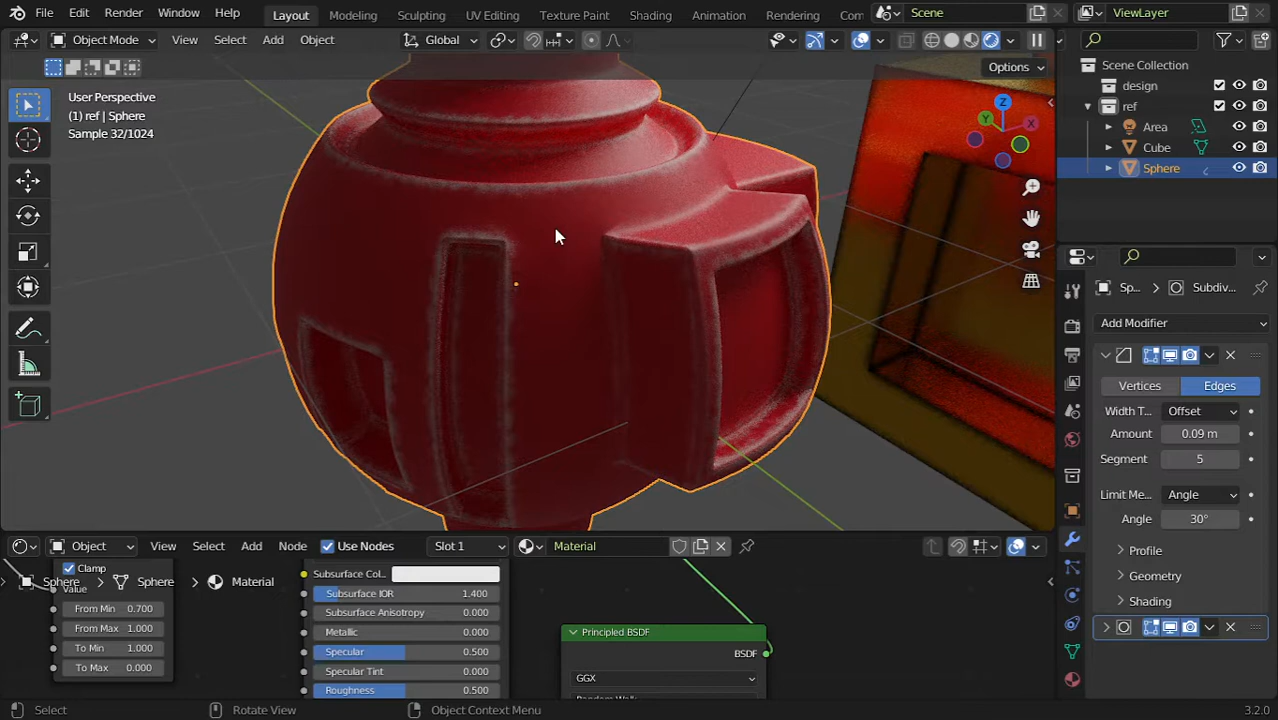 File Edit Render Window Help Layout Modeling Sculpting UV Editing Texture Paint Shading Animation Rendering Com Scene ViewLayer
Object Mode View Select Add Object Global
Options
User Perspective
(1) ref | Sphere
Sample 32/1024
Z
Y
X
Scene Collection
design
ref
Area
Cube
Sphere
Sp... Subdiv...
Add Modifier
Vertices Edges
Width T... Offset
Amount 0.09 m
Segment 5
Limit Me... Angle
Angle 30°
Profile
Geometry
Shading
Object View Select Add Node Use Nodes Slot 1 Material
Sphere Sphere Material
Clamp
Value
From Min 0.700
From Max 1.000
To Min 1.000
To Max 0.000
Subsurface Col...
Subsurface IOR 1.400
Subsurface Anisotropy 0.000
Metallic 0.000
Specular 0.500
Specular Tint 0.000
Roughness 0.500
Principled BSDF
BSDF
GGX
Random Walk
Select Rotate View Object Context Menu 3.2.0